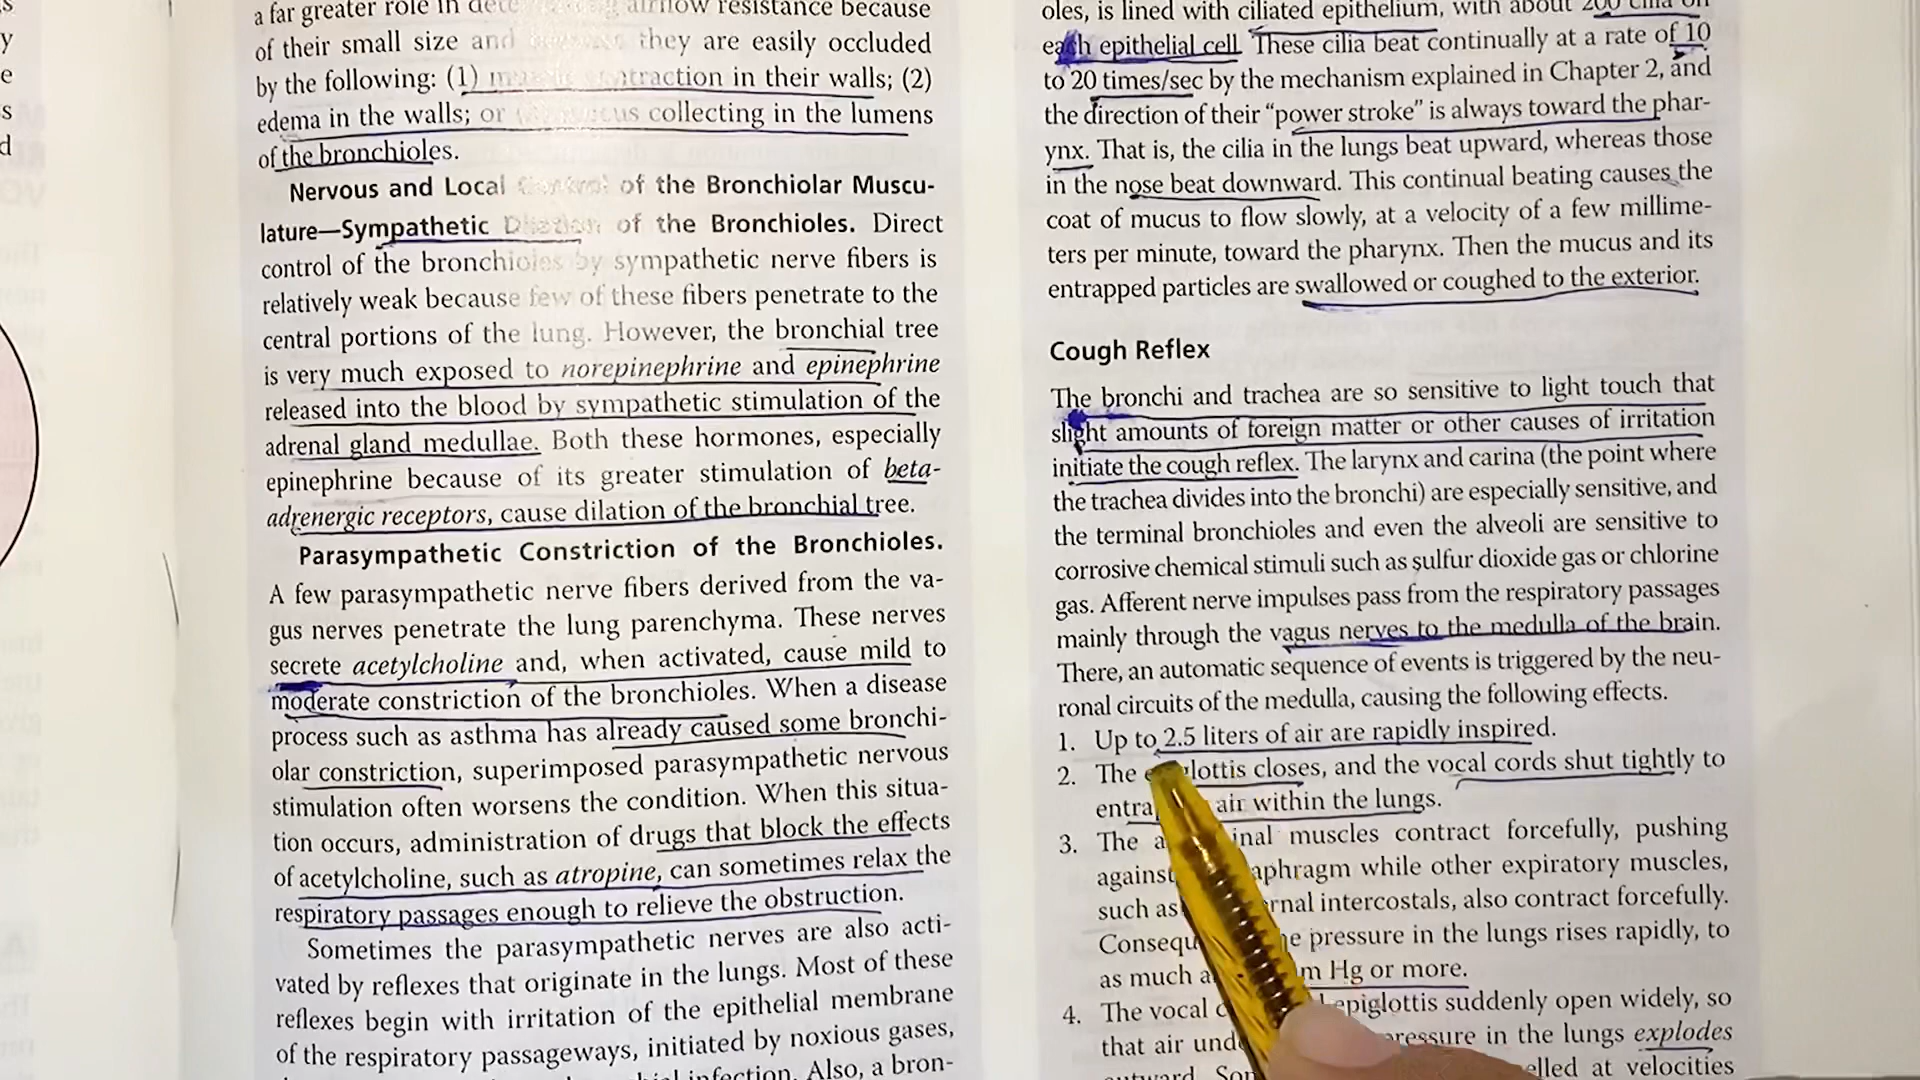 a far greater role in airflow resistance because
of their small size and they are easily occluded
by the following: (1) contraction in their walls; (2)
edema in the walls; or collecting in the lumens
of the bronchioles.
Nervous and Local Control of the Bronchiolar Muscu-
lature—Sympathetic Dilation of the Bronchioles. Direct
control of the bronchioles by sympathetic nerve fibers is
relatively weak because few of these fibers penetrate to the
central portions of the lung. However, the bronchial tree
is very much exposed to norepinephrine and epinephrine
released into the blood by sympathetic stimulation of the
adrenal gland medullae. Both these hormones, especially
epinephrine because of its greater stimulation of beta-
adrenergic receptors, cause dilation of the bronchial tree.
Parasympathetic Constriction of the Bronchioles.
A few parasympathetic nerve fibers derived from the va-
gus nerves penetrate the lung parenchyma. These nerves
secrete acetylcholine and, when activated, cause mild to
moderate constriction of the bronchioles. When a disease
process such as asthma has already caused some bronchi-
olar constriction, superimposed parasympathetic nervous
stimulation often worsens the condition. When this situa-
tion occurs, administration of drugs that block the effects
of acetylcholine, such as atropine, can sometimes relax the
respiratory passages enough to relieve the obstruction.
Sometimes the parasympathetic nerves are also acti-
vated by reflexes that originate in the lungs. Most of these
reflexes begin with irritation of the epithelial membrane
of the respiratory passageways, initiated by noxious gases,
infection. Also, a bron-
oles, is lined with ciliated epithelium, with about 200 cilia on
each epithelial cell. These cilia beat continually at a rate of 10
to 20 times/sec by the mechanism explained in Chapter 2, and
the direction of their “power stroke” is always toward the phar-
ynx. That is, the cilia in the lungs beat upward, whereas those
in the nose beat downward. This continual beating causes the
coat of mucus to flow slowly, at a velocity of a few millime-
ters per minute, toward the pharynx. Then the mucus and its
entrapped particles are swallowed or coughed to the exterior.
Cough Reflex
The bronchi and trachea are so sensitive to light touch that
slight amounts of foreign matter or other causes of irritation
initiate the cough reflex. The larynx and carina (the point where
the trachea divides into the bronchi) are especially sensitive, and
the terminal bronchioles and even the alveoli are sensitive to
corrosive chemical stimuli such as sulfur dioxide gas or chlorine
gas. Afferent nerve impulses pass from the respiratory passages
mainly through the vagus nerves to the medulla of the brain.
There, an automatic sequence of events is triggered by the neu-
ronal circuits of the medulla, causing the following effects.
1. Up to 2.5 liters of air are rapidly inspired.
2. The closes, and the vocal cords shut tightly to
air within the lungs.
3. The muscles contract forcefully, pushing
against while other expiratory muscles,
such as intercostals, also contract forcefully.
pressure in the lungs rises rapidly, to
as much Hg or more.
4. The vocal epiglottis suddenly open widely, so
that air pressure in the lungs explodes
outward. at velocities